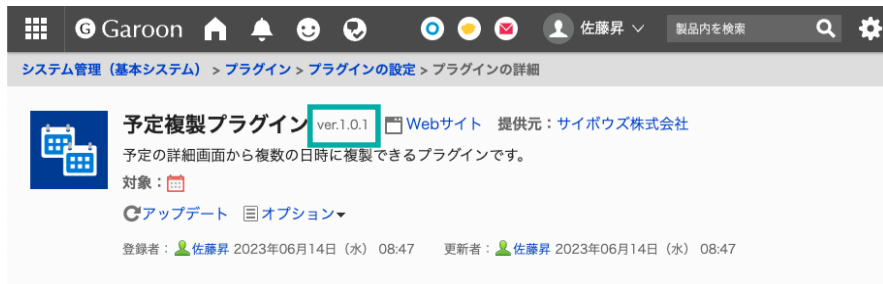 G Garoon 佐藤昇 製品内を検索
システム管理（基本システム） > プラグイン > プラグインの設定 > プラグインの詳細
予定複製プラグイン ver.1.0.1 Webサイト 提供元：サイボウズ株式会社
予定の詳細画面から複数の日時に複製できるプラグインです。
対象：
アップデート オプション▾
登録者： 佐藤昇 2023年06月14日（水） 08:47 更新者： 佐藤昇 2023年06月14日（水） 08:47